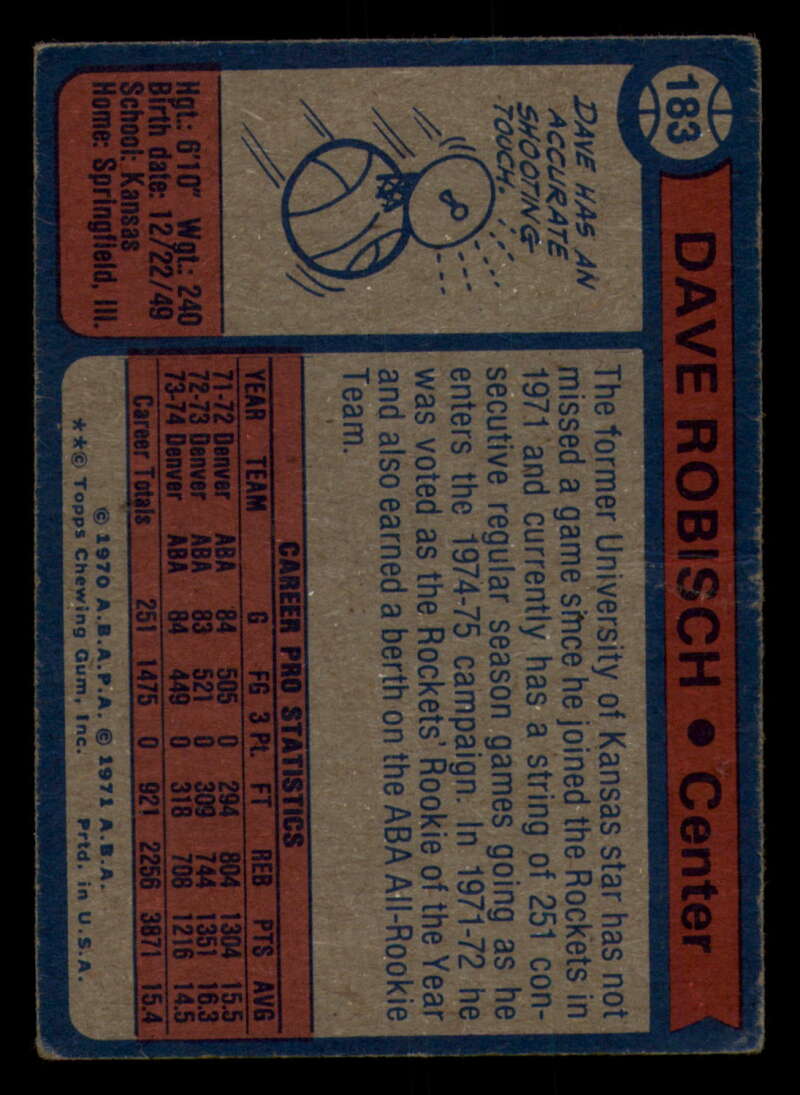 183
DAVE ROBISCH • Center
DAVE HAS AN
ACCURATE
SHOOTING
TOUCH.
Hgt.: 6'10" Wgt.: 240
Birth date: 12/22/49
School: Kansas
Home: Springfield, Ill.
The former University of Kansas star has not
missed a game since he joined the Rockets in
1971 and currently has a string of 251 con-
secutive regular season games going as he
enters the 1974-75 campaign. In 1971-72 he
was voted as the Rockets' Rookie of the Year
and also earned a berth on the ABA All-Rookie
Team.
CAREER PRO STATISTICS
YEAR TEAM G FG 3 Pt. FT REB PTS AVG
71-72 Denver ABA 84 505 0 294 804 1304 15.5
72-73 Denver ABA 83 521 0 309 744 1351 16.3
73-74 Denver ABA 84 449 0 318 708 1216 14.5
Career Totals 251 1475 0 921 2256 3871 15.4
© 1970 A.B.A.P.A. © 1971 A.B.A.
**© Topps Chewing Gum, Inc. Prtd. in U.S.A.